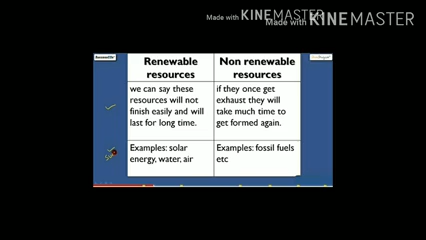 Made with KINEMASTER
Made with KINEMASTER
Renewable resources
Non renewable resources
we can say these
resources will not
finish easily and will
last for long time.
if they once get
exhaust they will
take much time to
get formed again.
Examples: solar
energy, water, air
Examples: fossil fuels
etc